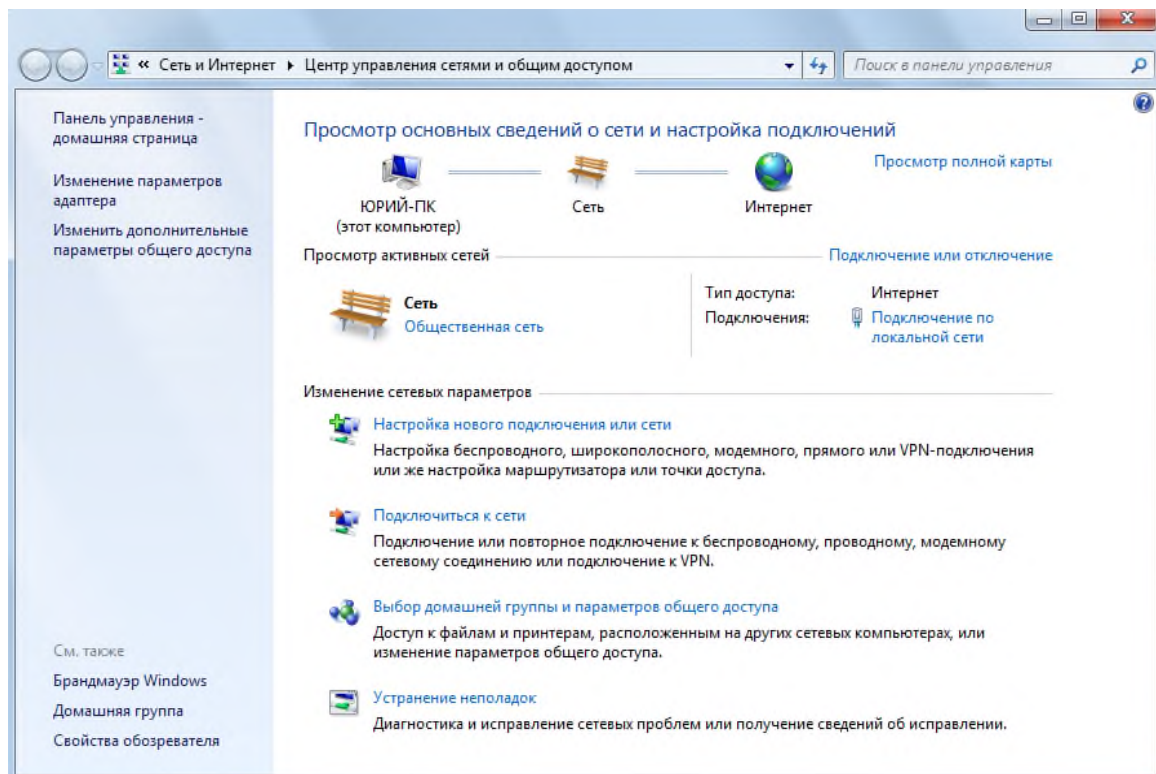 « Сеть и Интернет ▸ Центр управления сетями и общим доступом
Поиск в панели управления
Панель управления -
домашняя страница
Изменение параметров
адаптера
Изменить дополнительные
параметры общего доступа
См. также
Брандмауэр Windows
Домашняя группа
Свойства обозревателя
Просмотр основных сведений о сети и настройка подключений
Просмотр полной карты
ЮРИЙ-ПК
(этот компьютер)
Сеть
Интернет
Просмотр активных сетей
Подключение или отключение
Сеть
Общественная сеть
Тип доступа: Интернет
Подключения: Подключение по
локальной сети
Изменение сетевых параметров
Настройка нового подключения или сети
Настройка беспроводного, широкополосного, модемного, прямого или VPN-подключения
или же настройка маршрутизатора или точки доступа.
Подключиться к сети
Подключение или повторное подключение к беспроводному, проводному, модемному
сетевому соединению или подключение к VPN.
Выбор домашней группы и параметров общего доступа
Доступ к файлам и принтерам, расположенным на других сетевых компьютерах, или
изменение параметров общего доступа.
Устранение неполадок
Диагностика и исправление сетевых проблем или получение сведений об исправлении.